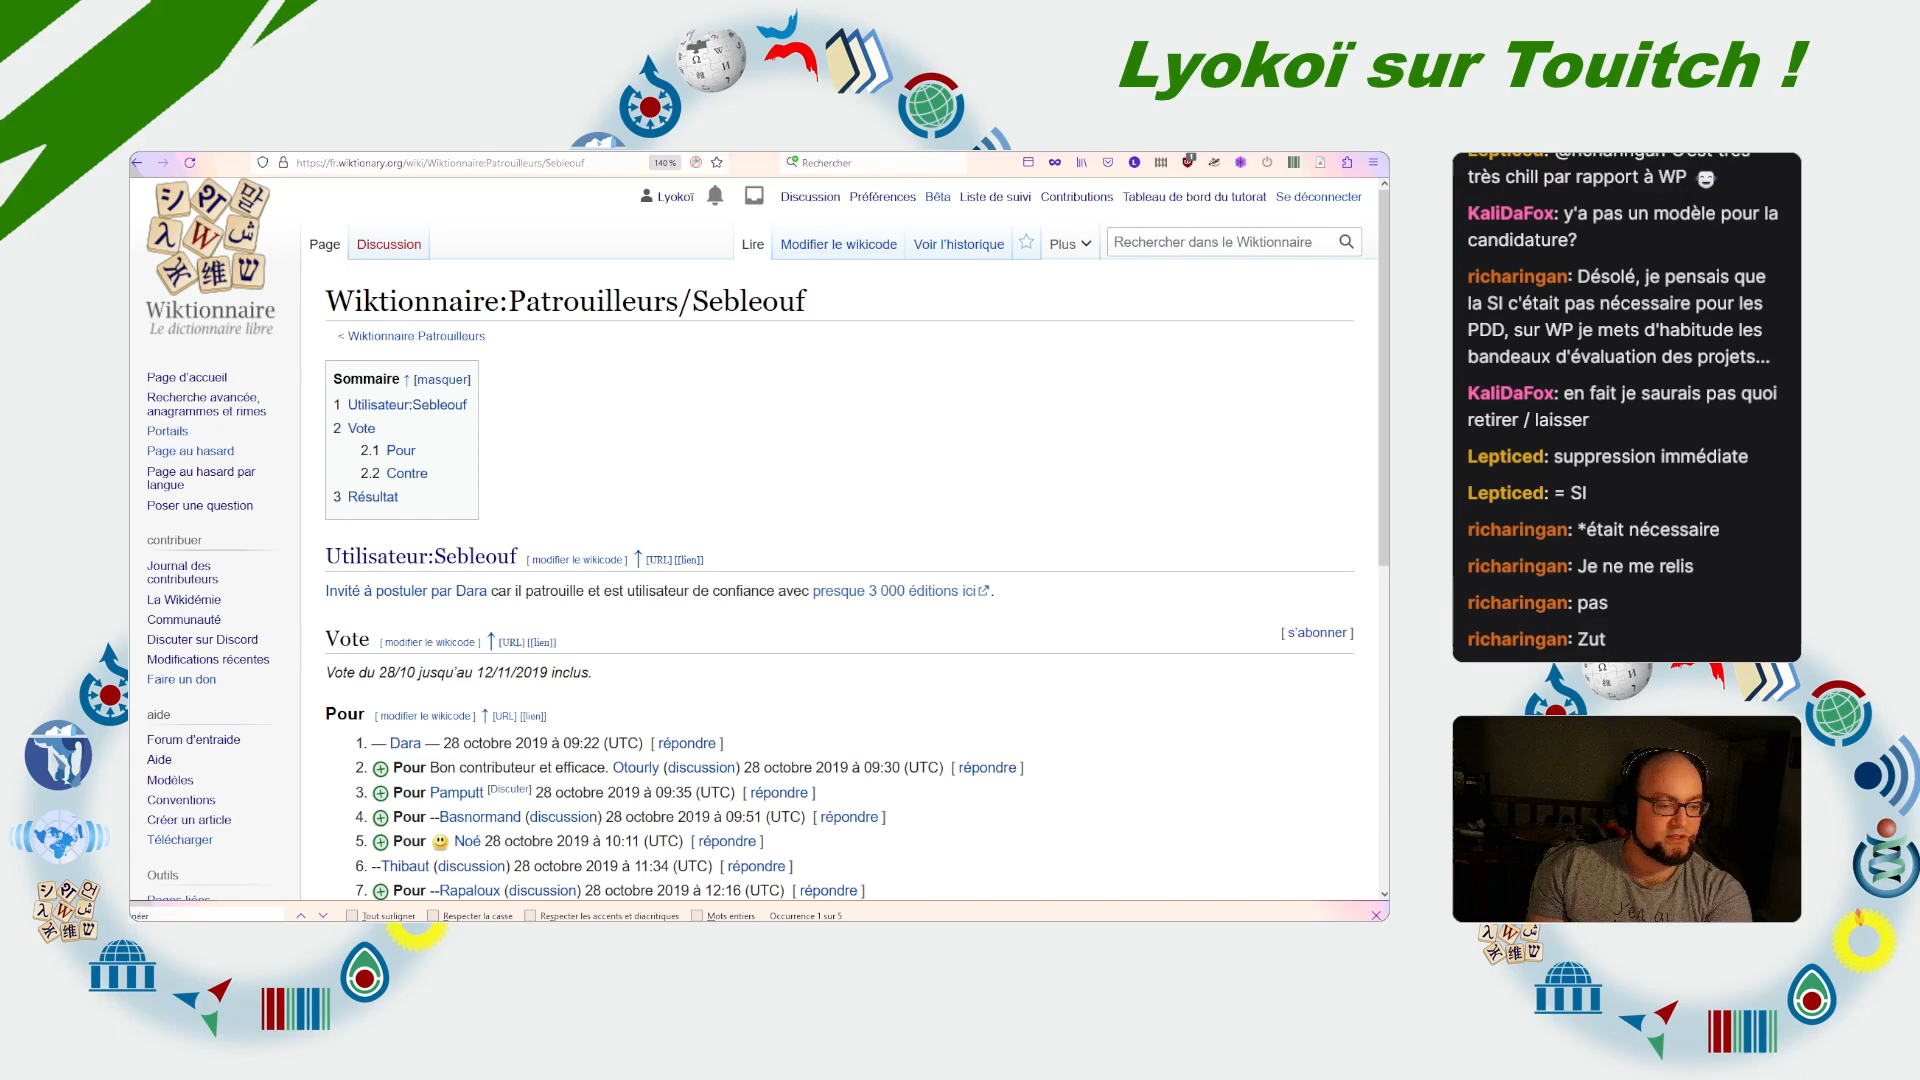 Lyokoï sur Touitch !
https://fr.wiktionary.org/wiki/Wiktionnaire:Patrouilleurs/Sebleouf
140 %
Rechercher
Lyokoï
Discussion Préférences Bêta Liste de suivi Contributions Tableau de bord du tutorat Se déconnecter
Page Discussion
Lire Modifier le wikicode Voir l'historique Plus
Rechercher dans le Wiktionnaire
Wiktionnaire
Le dictionnaire libre
Page d'accueil
Recherche avancée,
anagrammes et rimes
Portails
Page au hasard
Page au hasard par
langue
Poser une question
contribuer
Journal des
contributeurs
La Wikidémie
Communauté
Discuter sur Discord
Modifications récentes
Faire un don
aide
Forum d'entraide
Aide
Modèles
Conventions
Créer un article
Télécharger
Outils
Pages liées
Wiktionnaire:Patrouilleurs/Sebleouf
< Wiktionnaire:Patrouilleurs
Sommaire ↑ [masquer]
1 Utilisateur:Sebleouf
2 Vote
2.1 Pour
2.2 Contre
3 Résultat
Utilisateur:Sebleouf [ modifier le wikicode ] ↑ [URL] [[lien]]
Invité à postuler par Dara car il patrouille et est utilisateur de confiance avec presque 3 000 éditions ici.
Vote [ modifier le wikicode ] ↑ [URL] [[lien]] [ s'abonner ]
Vote du 28/10 jusqu'au 12/11/2019 inclus.
Pour [ modifier le wikicode ] ↑ [URL] [[lien]]
1. — Dara — 28 octobre 2019 à 09:22 (UTC) [ répondre ]
2. Pour Bon contributeur et efficace. Otourly (discussion) 28 octobre 2019 à 09:30 (UTC) [ répondre ]
3. Pour Pamputt [Discuter] 28 octobre 2019 à 09:35 (UTC) [ répondre ]
4. Pour --Basnormand (discussion) 28 octobre 2019 à 09:51 (UTC) [ répondre ]
5. Pour Noé 28 octobre 2019 à 10:11 (UTC) [ répondre ]
6. --Thibaut (discussion) 28 octobre 2019 à 11:34 (UTC) [ répondre ]
7. Pour --Rapaloux (discussion) 28 octobre 2019 à 12:16 (UTC) [ répondre ]
Tout surligner Respecter la casse Respecter les accents et diacritiques Mots entiers Occurrence 1 sur 5
Lepticed: @richaringan C'est très
très chill par rapport à WP
KaliDaFox: y'a pas un modèle pour la
candidature?
richaringan: Désolé, je pensais que
la SI c'était pas nécessaire pour les
PDD, sur WP je mets d'habitude les
bandeaux d'évaluation des projets...
KaliDaFox: en fait je saurais pas quoi
retirer / laisser
Lepticed: suppression immédiate
Lepticed: = SI
richaringan: *était nécessaire
richaringan: Je ne me relis
richaringan: pas
richaringan: Zut